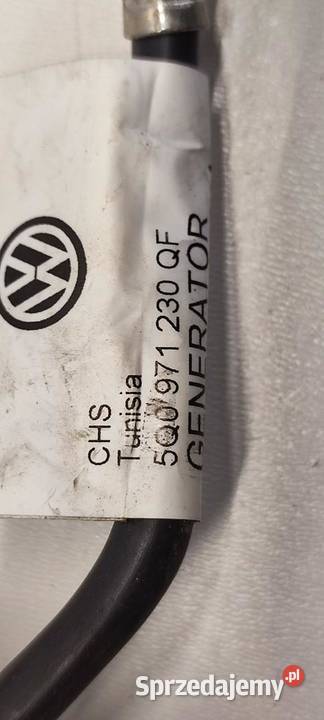 CHS
Tunisia
5Q0 971 230 QF
GENERATOR
Sprzedajemy.pl